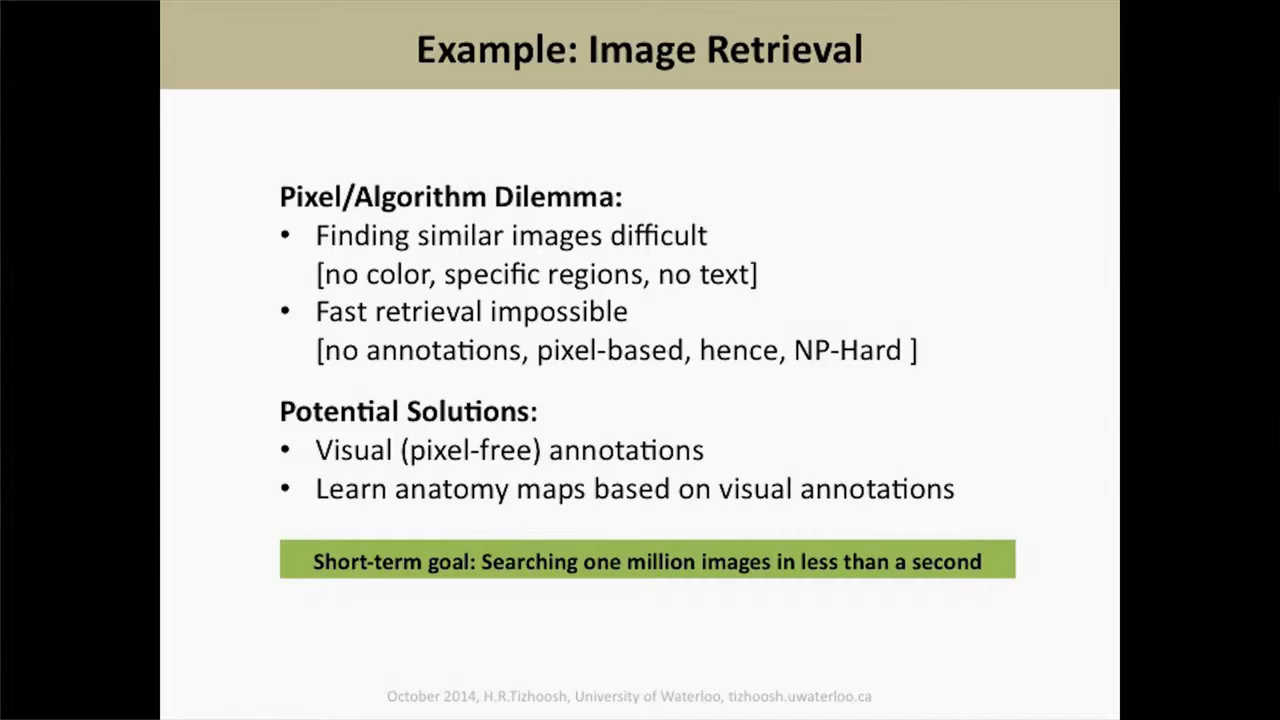 Example: Image Retrieval
Pixel/Algorithm Dilemma:
• Finding similar images difficult
[no color, specific regions, no text]
• Fast retrieval impossible
[no annotations, pixel-based, hence, NP-Hard ]
Potential Solutions:
• Visual (pixel-free) annotations
• Learn anatomy maps based on visual annotations
Short-term goal: Searching one million images in less than a second
October 2014, H.R.Tizhoosh, University of Waterloo, tizhoosh.uwaterloo.ca